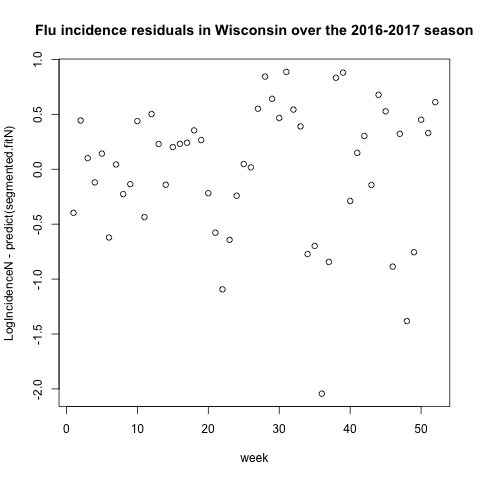 Flu incidence residuals in Wisconsin over the 2016-2017 season
LogIncidenceN - predict(segmented.fitN)
1.0
0.5
0.0
-0.5
-1.0
-1.5
-2.0
0 10 20 30 40 50
week